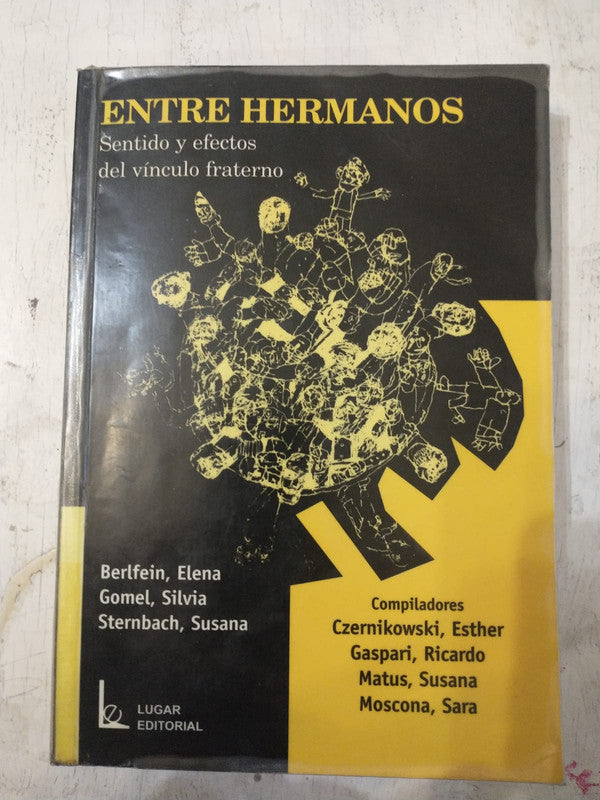 ENTRE HERMANOS
Sentido y efectos
del vínculo fraterno
Berlfein, Elena
Gomel, Silvia
Sternbach, Susana
Compiladores
Czernikowski, Esther
Gaspari, Ricardo
Matus, Susana
Moscona, Sara
Le
LUGAR
EDITORIAL